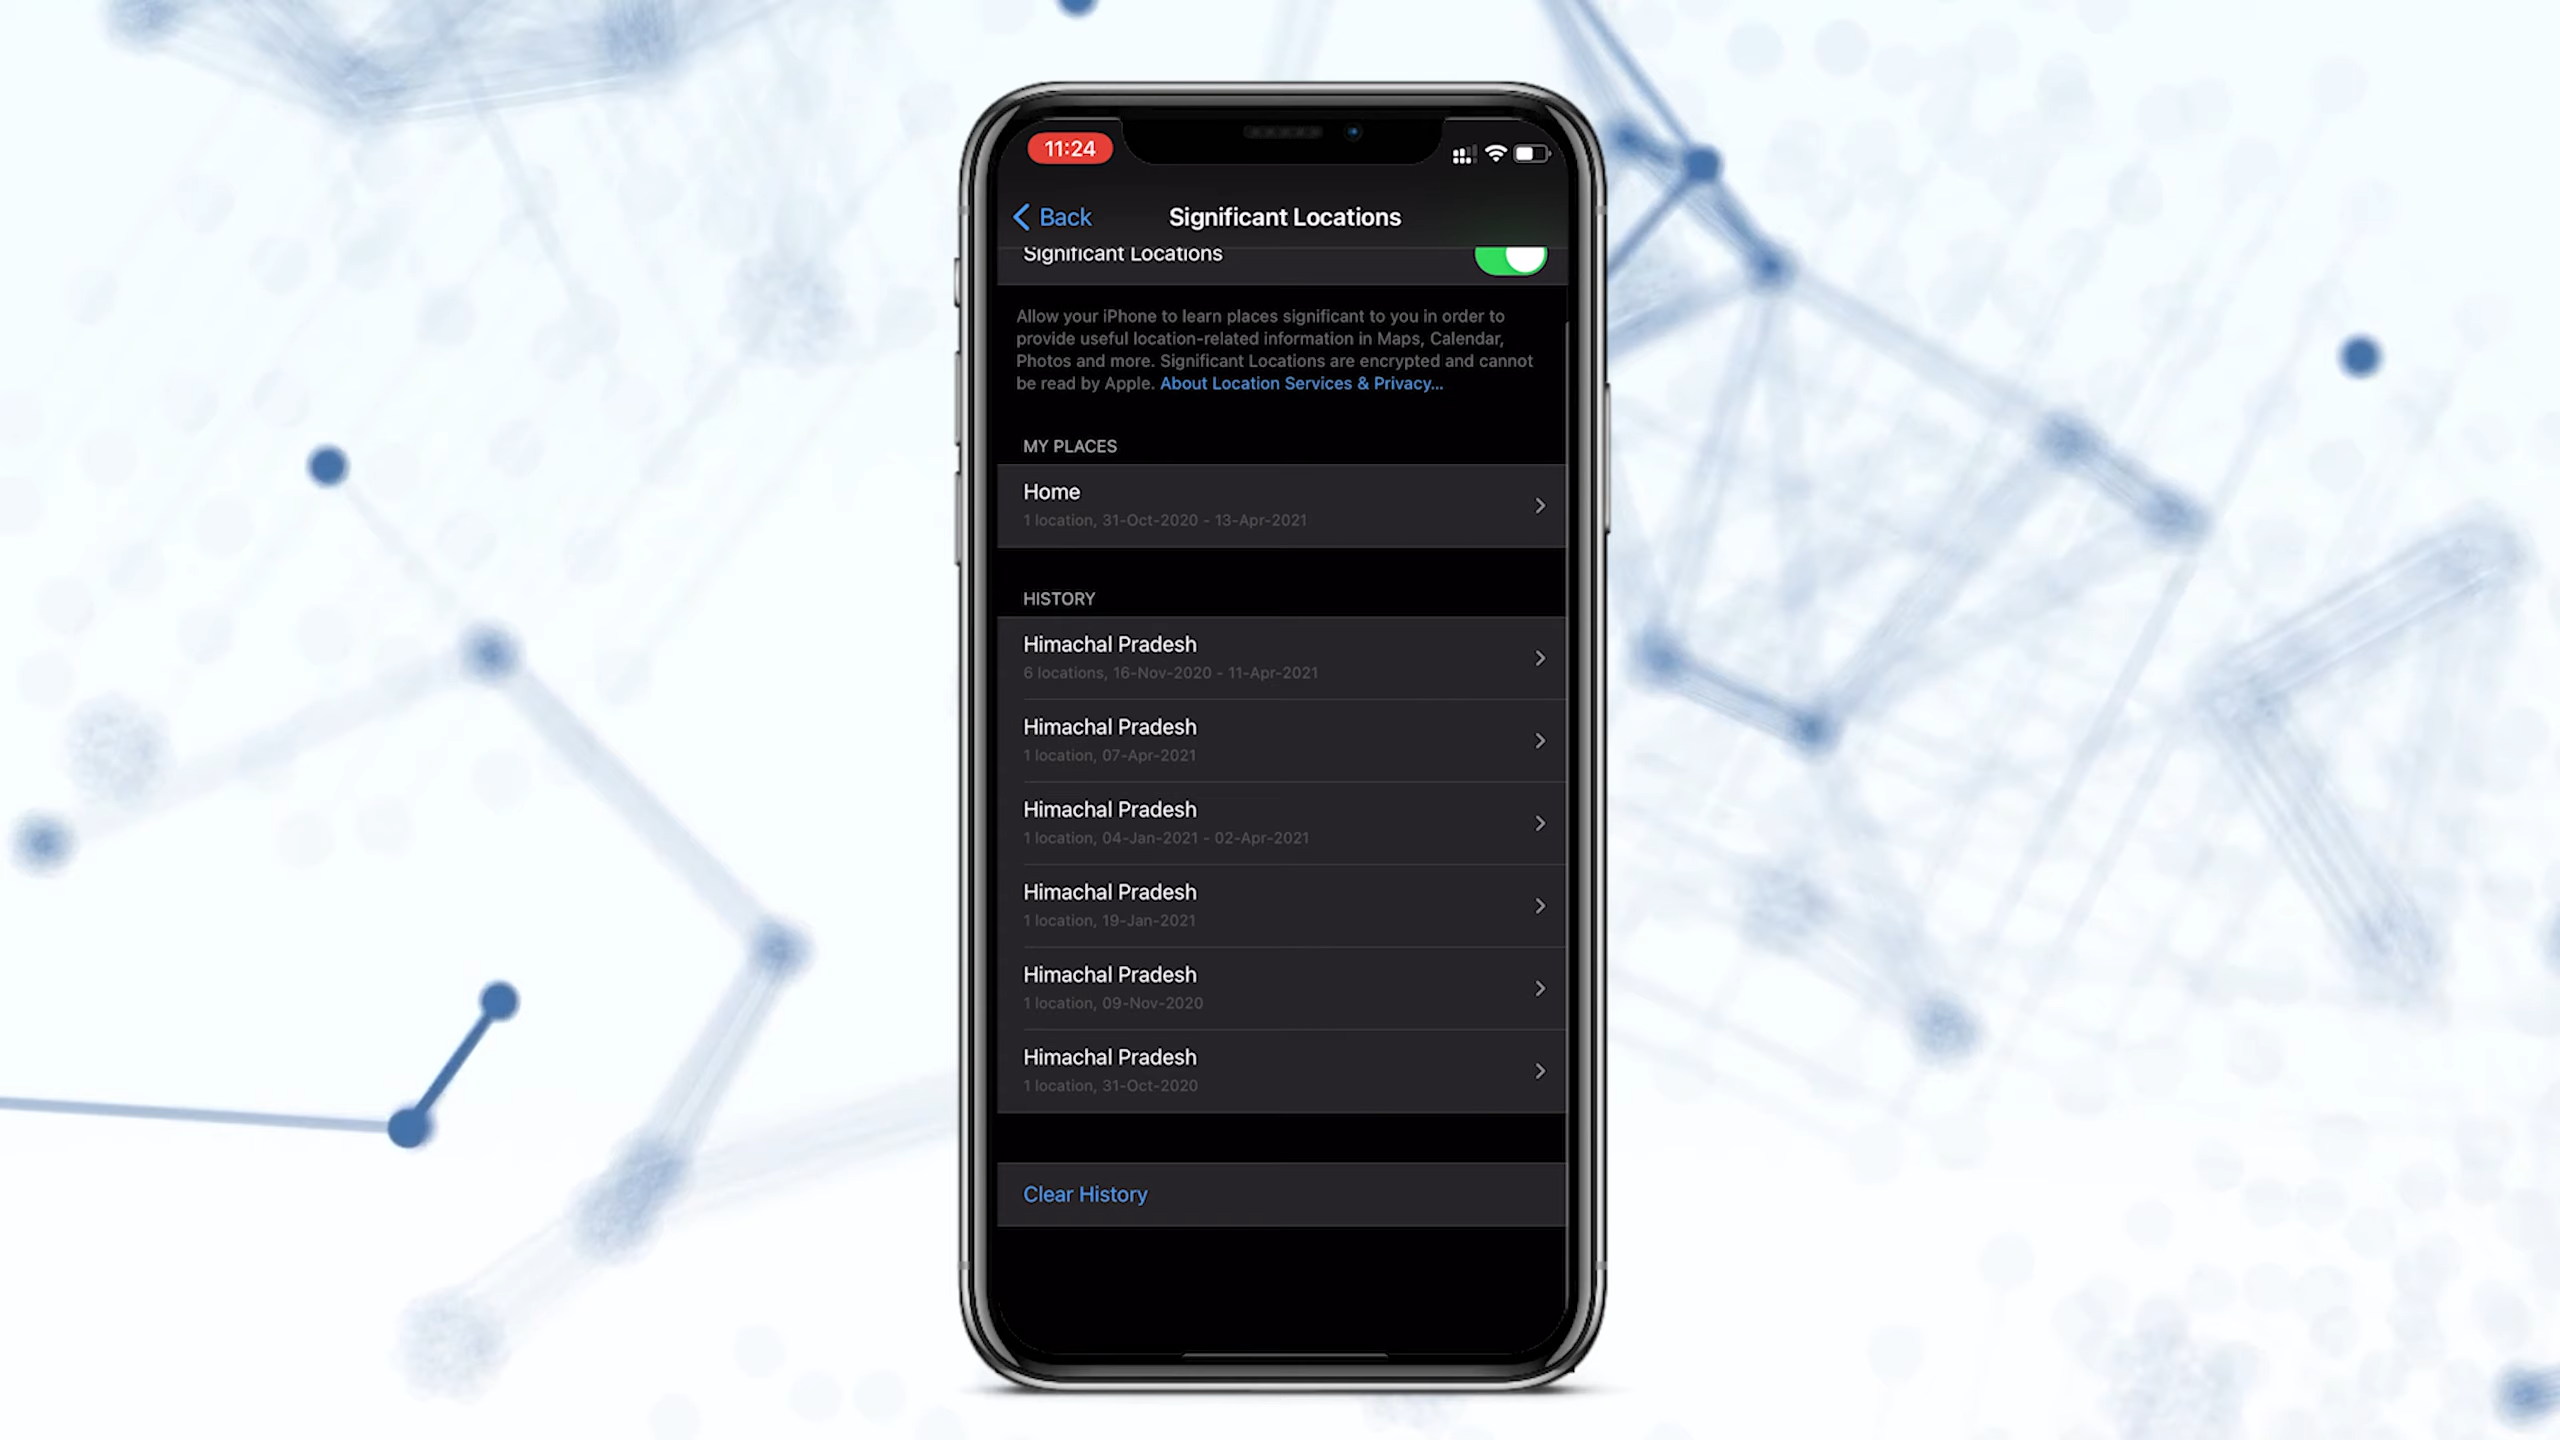 11:24
Back
Significant Locations
Significant Locations
Allow your iPhone to learn places significant to you in order to
provide useful location-related information in Maps, Calendar,
Photos and more. Significant Locations are encrypted and cannot
be read by Apple. About Location Services & Privacy...
MY PLACES
Home
1 location, 31-Oct-2020 - 13-Apr-2021
HISTORY
Himachal Pradesh
6 locations, 16-Nov-2020 - 11-Apr-2021
Himachal Pradesh
1 location, 07-Apr-2021
Himachal Pradesh
1 location, 04-Jan-2021 - 02-Apr-2021
Himachal Pradesh
1 location, 19-Jan-2021
Himachal Pradesh
1 location, 09-Nov-2020
Himachal Pradesh
1 location, 31-Oct-2020
Clear History